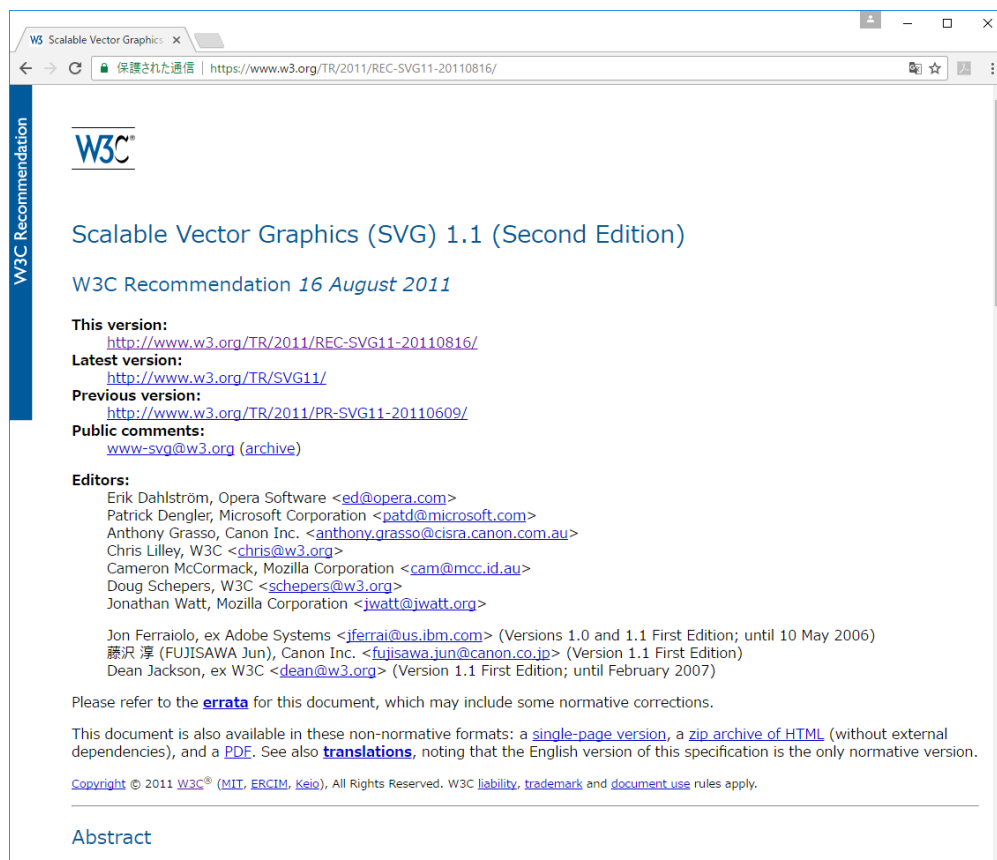 W3 Scalable Vector Graphics
保護された通信 | https://www.w3.org/TR/2011/REC-SVG11-20110816/
W3C Recommendation
W3C®
Scalable Vector Graphics (SVG) 1.1 (Second Edition)
W3C Recommendation 16 August 2011
This version:
http://www.w3.org/TR/2011/REC-SVG11-20110816/
Latest version:
http://www.w3.org/TR/SVG11/
Previous version:
http://www.w3.org/TR/2011/PR-SVG11-20110609/
Public comments:
www-svg@w3.org (archive)
Editors:
Erik Dahlström, Opera Software <ed@opera.com>
Patrick Dengler, Microsoft Corporation <patd@microsoft.com>
Anthony Grasso, Canon Inc. <anthony.grasso@cisra.canon.com.au>
Chris Lilley, W3C <chris@w3.org>
Cameron McCormack, Mozilla Corporation <cam@mcc.id.au>
Doug Schepers, W3C <schepers@w3.org>
Jonathan Watt, Mozilla Corporation <jwatt@jwatt.org>
Jon Ferraiolo, ex Adobe Systems <jferrai@us.ibm.com> (Versions 1.0 and 1.1 First Edition; until 10 May 2006)
藤沢 淳 (FUJISAWA Jun), Canon Inc. <fujisawa.jun@canon.co.jp> (Version 1.1 First Edition)
Dean Jackson, ex W3C <dean@w3.org> (Version 1.1 First Edition; until February 2007)
Please refer to the errata for this document, which may include some normative corrections.
This document is also available in these non-normative formats: a single-page version, a zip archive of HTML (without external
dependencies), and a PDF. See also translations, noting that the English version of this specification is the only normative version.
Copyright © 2011 W3C® (MIT, ERCIM, Keio), All Rights Reserved. W3C liability, trademark and document use rules apply.
Abstract